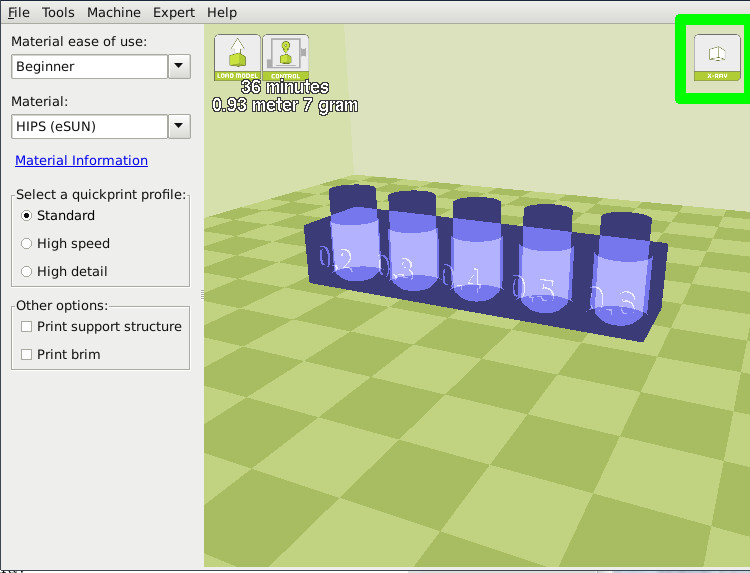 File Tools Machine Expert Help
Material ease of use:
Beginner
Material:
HIPS (eSUN)
Material Information
Select a quickprint profile:
Standard
High speed
High detail
Other options:
Print support structure
Print brim
LOAD MODEL CONTROL
36 minutes
0.93 meter 7 gram
X-RAY
0.2 0.3 0.4 0.5